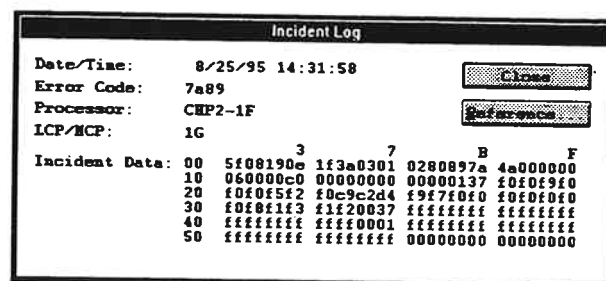 Incident Log
Date/Time: 8/25/95 14:31:58
Close
Error Code: 7a89
Processor: CHP2-1F
Reference...
LCP/MCP: 1G
3 7 B F
Incident Data: 00 5f08190e 1f3a0301 0280897a 4a000000
10 060000c0 00000000 00000137 f0f0f9f0
20 f0f0f5f2 f0c9c2d4 f9f7f0f0 f0f0f0f0
30 f0f8f1f3 f1f20037 ffffffff ffffffff
40 ffffffff ffff0001 ffffffff ffffffff
50 ffffffff ffffffff 00000000 00000000